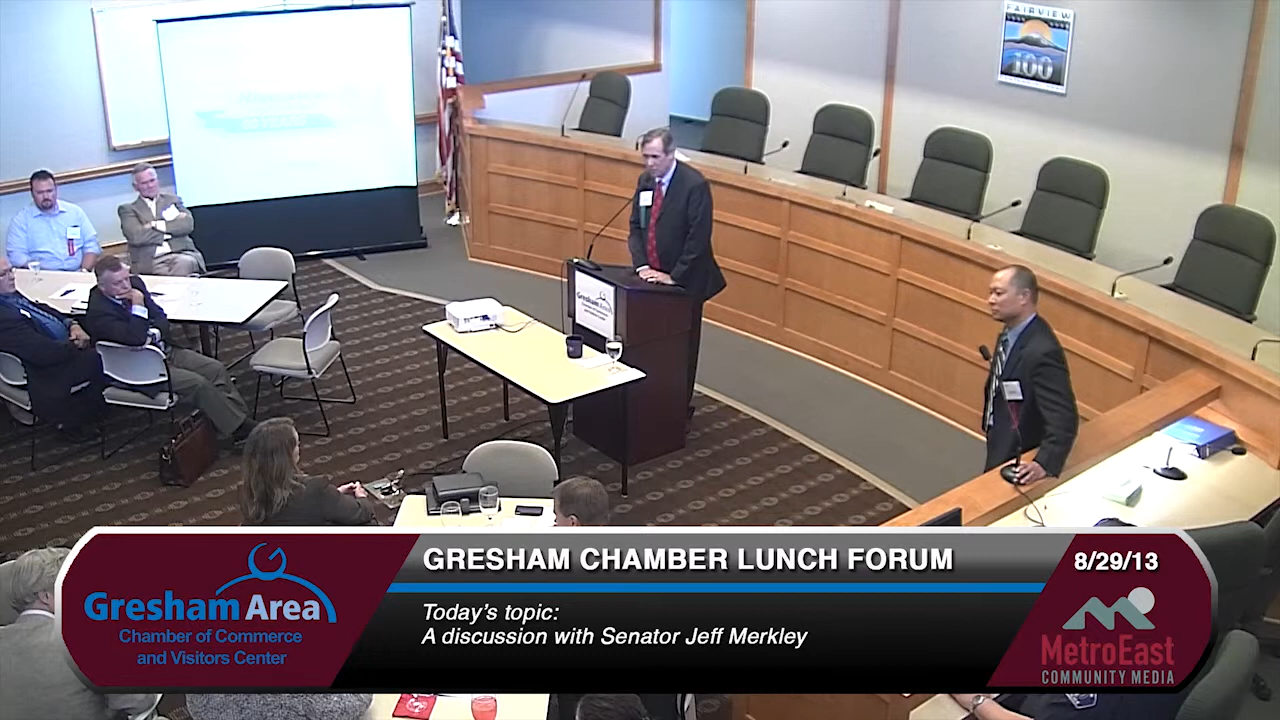 FAIRVIEW
100
Gresham Area
GRESHAM CHAMBER LUNCH FORUM
8/29/13
Gresham Area
Chamber of Commerce
and Visitors Center
Today's topic:
A discussion with Senator Jeff Merkley
MetroEast
COMMUNITY MEDIA